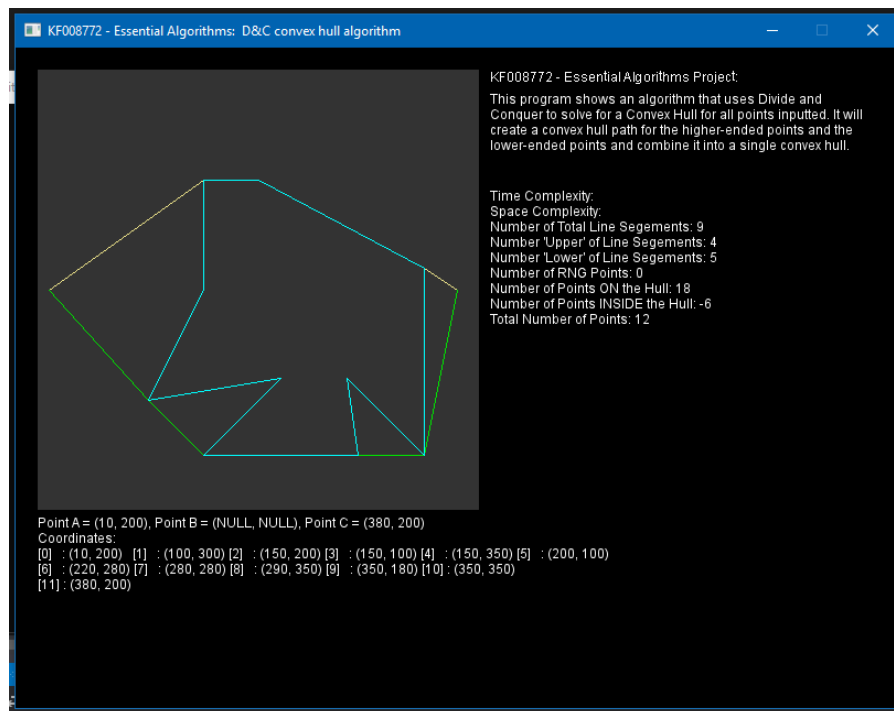 KF008772 - Essential Algorithms:  D&C convex hull algorithm
KF008772 - Essential Algorithms Project:
This program shows an algorithm that uses Divide and
Conquer to solve for a Convex Hull for all points inputted. It will
create a convex hull path for the higher-ended points and the
lower-ended points and combine it into a single convex hull.
Time Complexity:
Space Complexity:
Number of Total Line Segements: 9
Number 'Upper' of Line Segements: 4
Number 'Lower' of Line Segements: 5
Number of RNG Points: 0
Number of Points ON the Hull: 18
Number of Points INSIDE the Hull: -6
Total Number of Points: 12
Point A = (10, 200), Point B = (NULL, NULL), Point C = (380, 200)
Coordinates:
[0] : (10, 200) [1] : (100, 300) [2] : (150, 200) [3] : (150, 100) [4] : (150, 350) [5] : (200, 100)
[6] : (220, 280) [7] : (280, 280) [8] : (290, 350) [9] : (350, 180) [10] : (350, 350)
[11] : (380, 200)